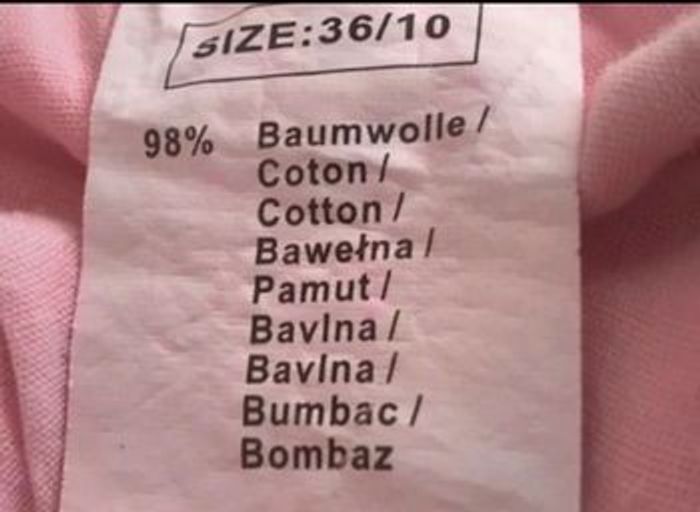 SIZE:36/10
98% Baumwolle /
Coton /
Cotton /
Bawełna /
Pamut /
Bavlna /
Bavlna /
Bumbac /
Bombaz